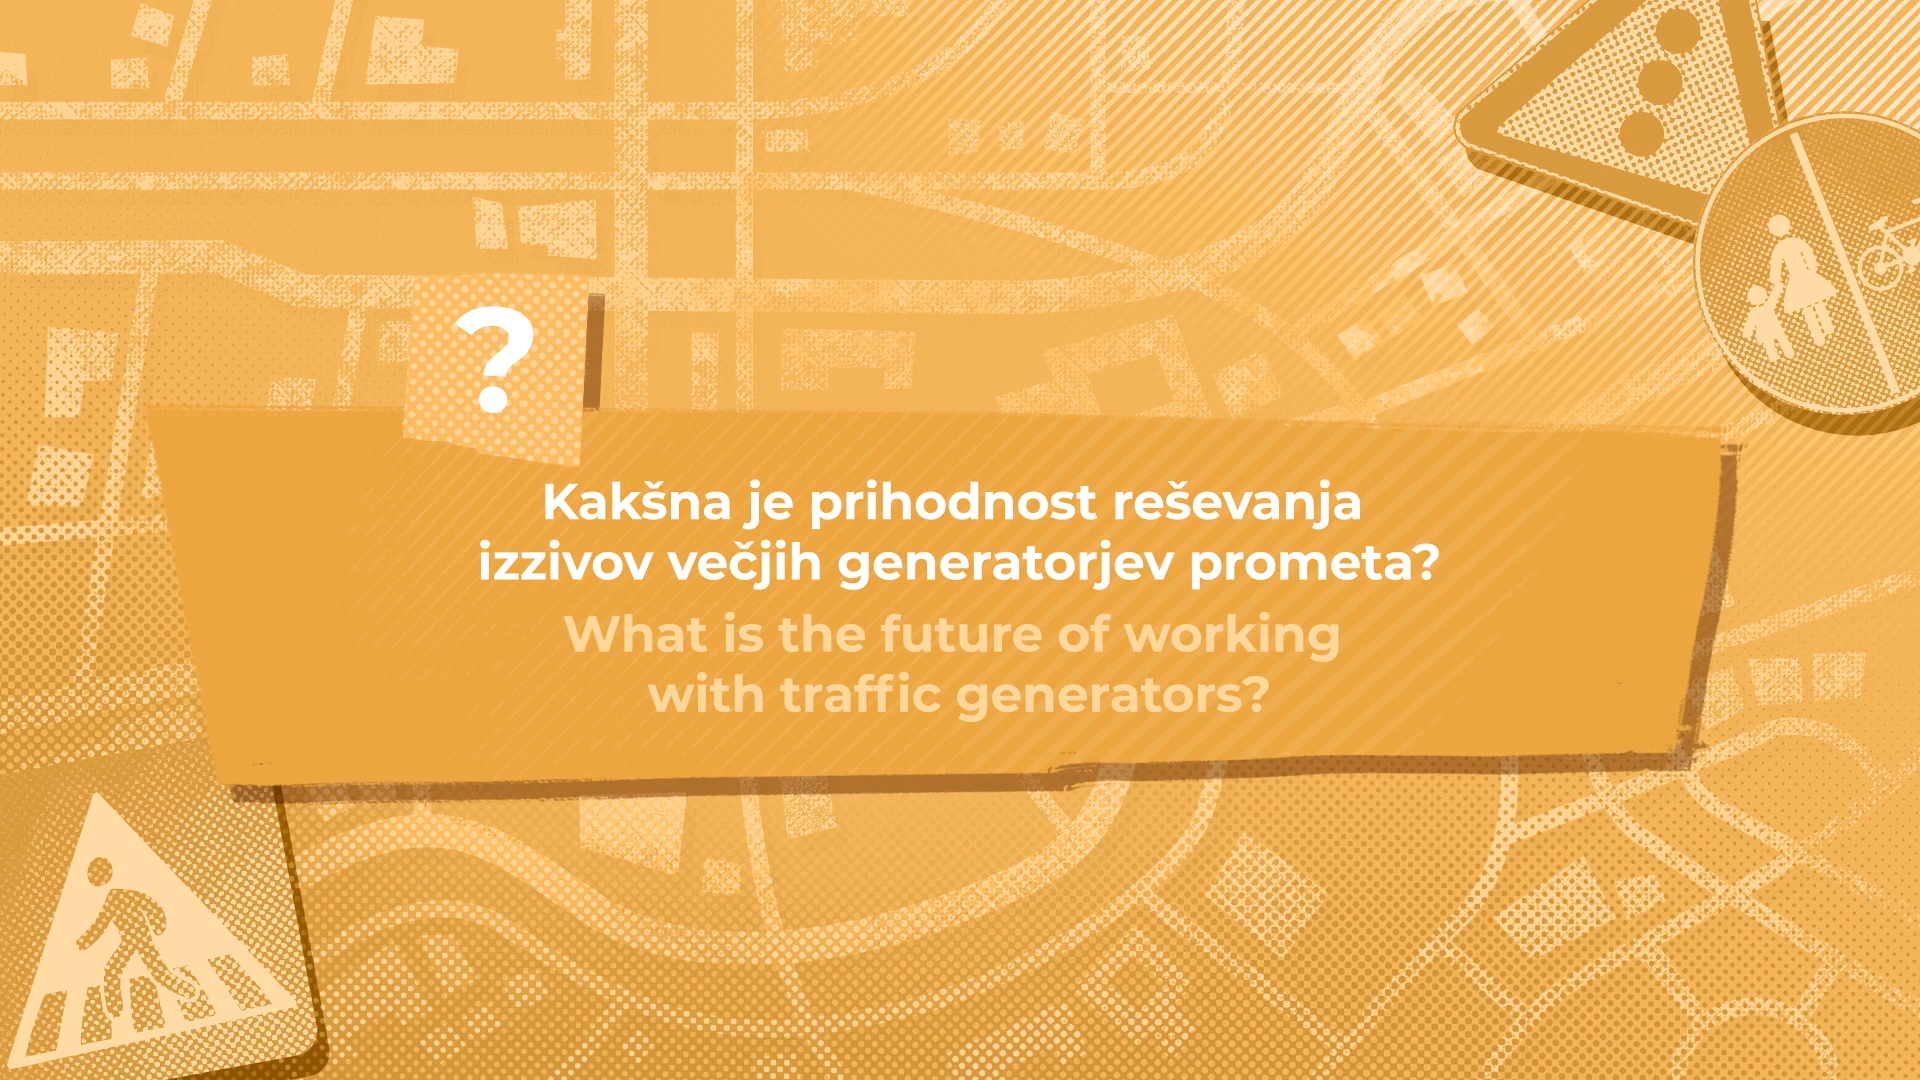 ?
Kakšna je prihodnost reševanja
izzivov večjih generatorjev prometa?
What is the future of working
with traffic generators?